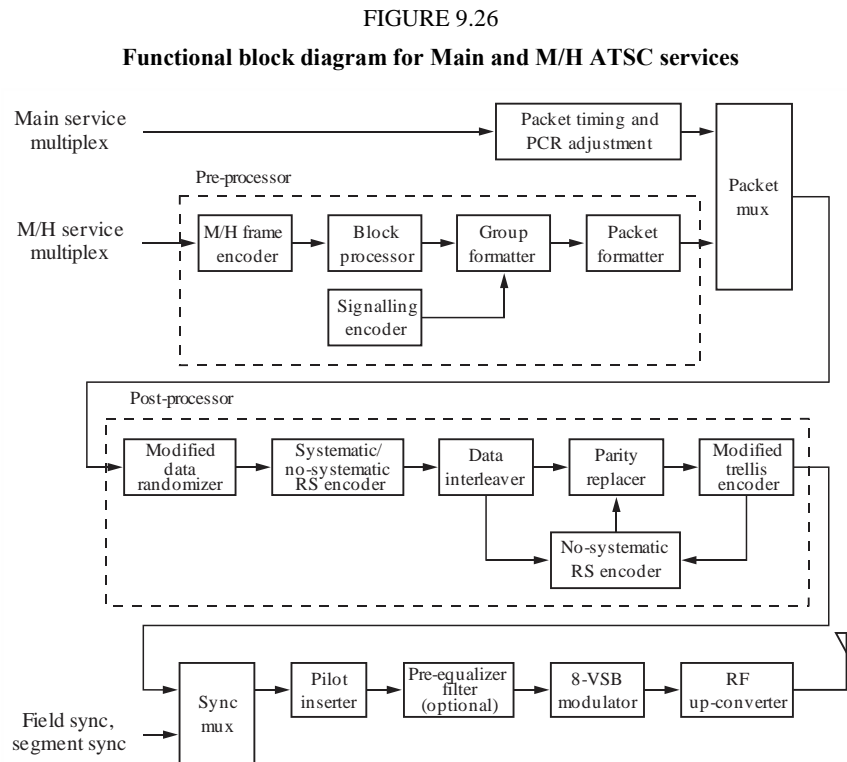 FIGURE 9.26
Functional block diagram for Main and M/H ATSC services
Main service
multiplex
Packet timing and
PCR adjustment
Packet
mux
Pre-processor
M/H service
multiplex
M/H frame
encoder
Block
processor
Group
formatter
Packet
formatter
Signalling
encoder
Post-processor
Modified
data
randomizer
Systematic/
no-systematic
RS encoder
Data
interleaver
Parity
replacer
Modified
trellis
encoder
No-systematic
RS encoder
Field sync,
segment sync
Sync
mux
Pilot
inserter
Pre-equalizer
filter
(optional)
8-VSB
modulator
RF
up-converter